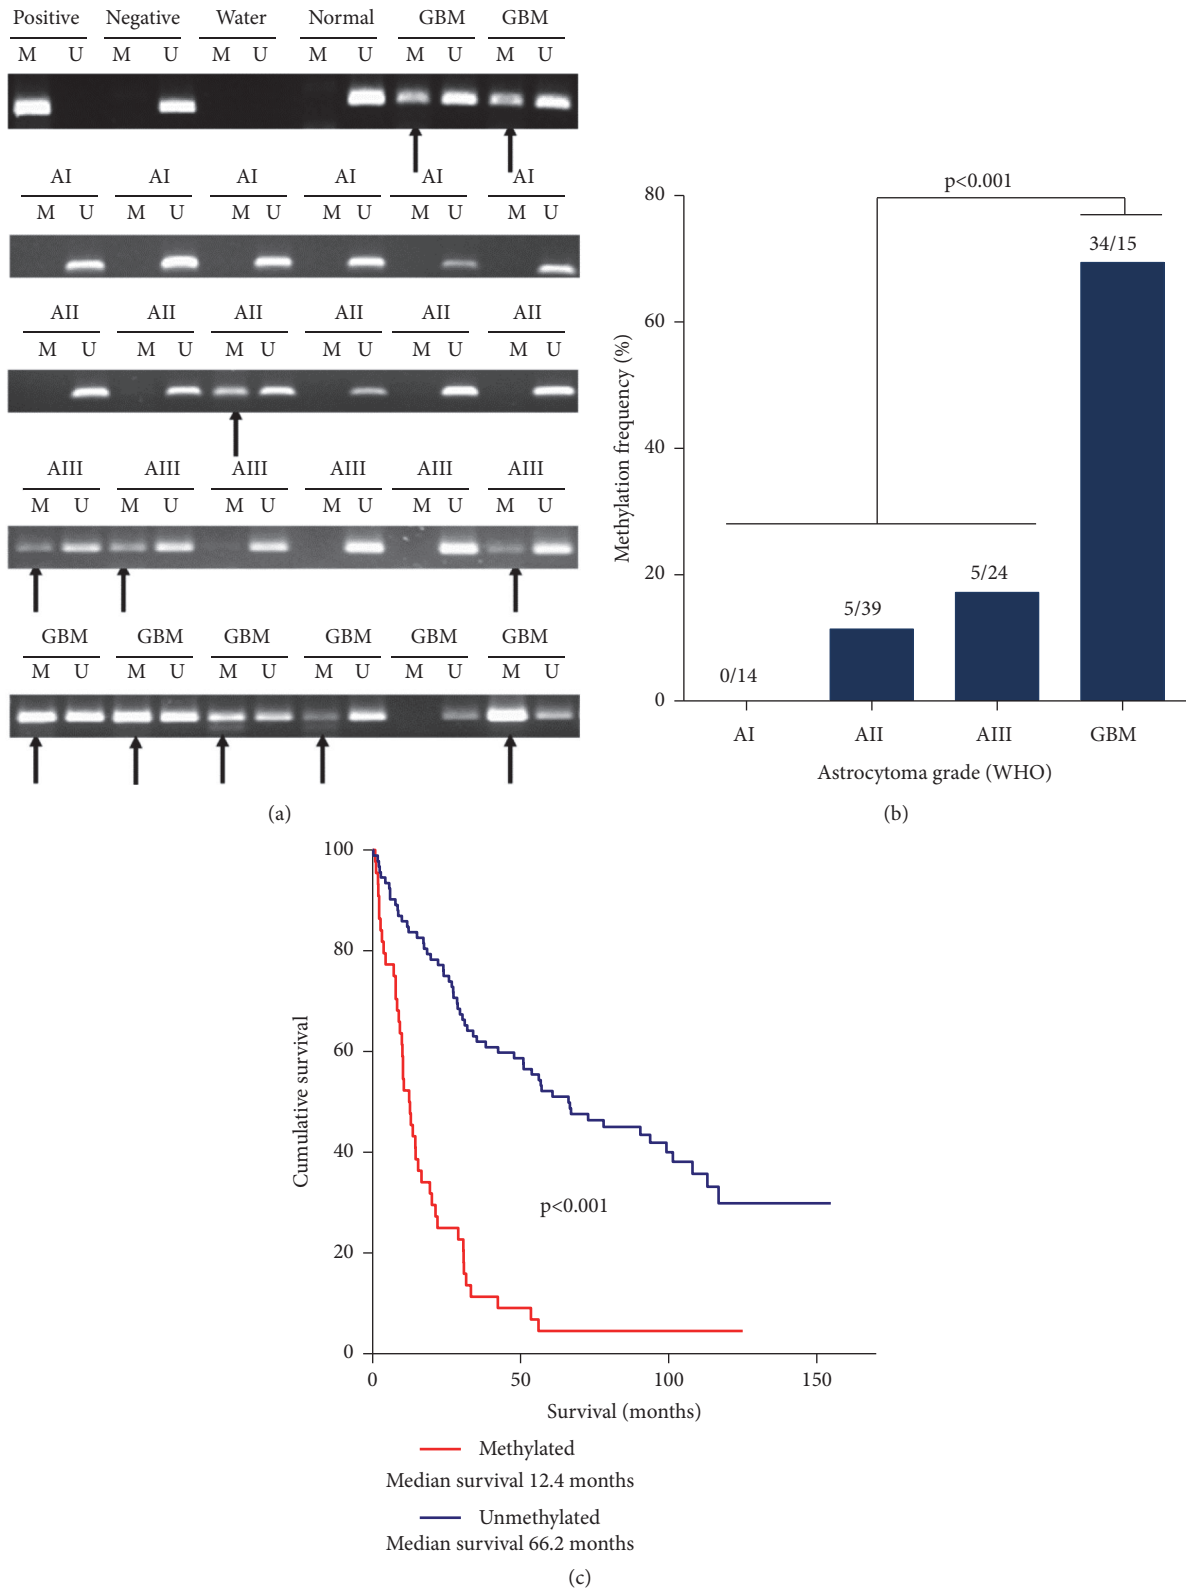 Positive Negative Water Normal GBM GBM
M U M U M U M U M U M U
AI AI AI AI AI AI
M U M U M U M U M U M U
AII AII AII AII AII AII
M U M U M U M U M U M U
AIII AIII AIII AIII AIII AIII
M U M U M U M U M U M U
GBM GBM GBM GBM GBM GBM
M U M U M U M U M U M U
(a)
Methylation frequency (%)
80
60
40
20
0
p<0.001
0/14
5/39
5/24
34/15
AI AII AIII GBM
Astrocytoma grade (WHO)
(b)
Cumulative survival
100
80
60
40
20
0
p<0.001
0 50 100 150
Survival (months)
Methylated
Median survival 12.4 months
Unmethylated
Median survival 66.2 months
(c)